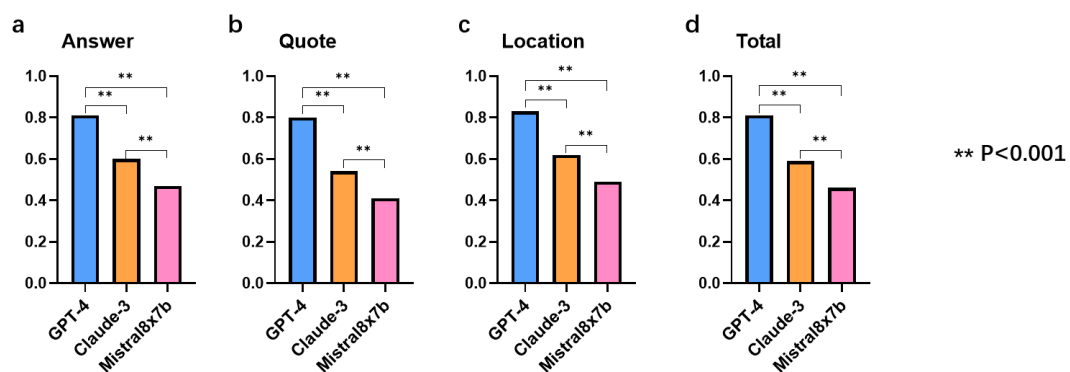 a Answer
1.0
0.8
0.6
0.4
0.2
0.0
**
**
**
GPT-4
Claude-3
Mistral8x7b
b Quote
1.0
0.8
0.6
0.4
0.2
0.0
**
**
**
GPT-4
Claude-3
Mistral8x7b
c Location
1.0
0.8
0.6
0.4
0.2
0.0
**
**
**
GPT-4
Claude-3
Mistral8x7b
d Total
1.0
0.8
0.6
0.4
0.2
0.0
**
**
**
GPT-4
Claude-3
Mistral8x7b
** P<0.001